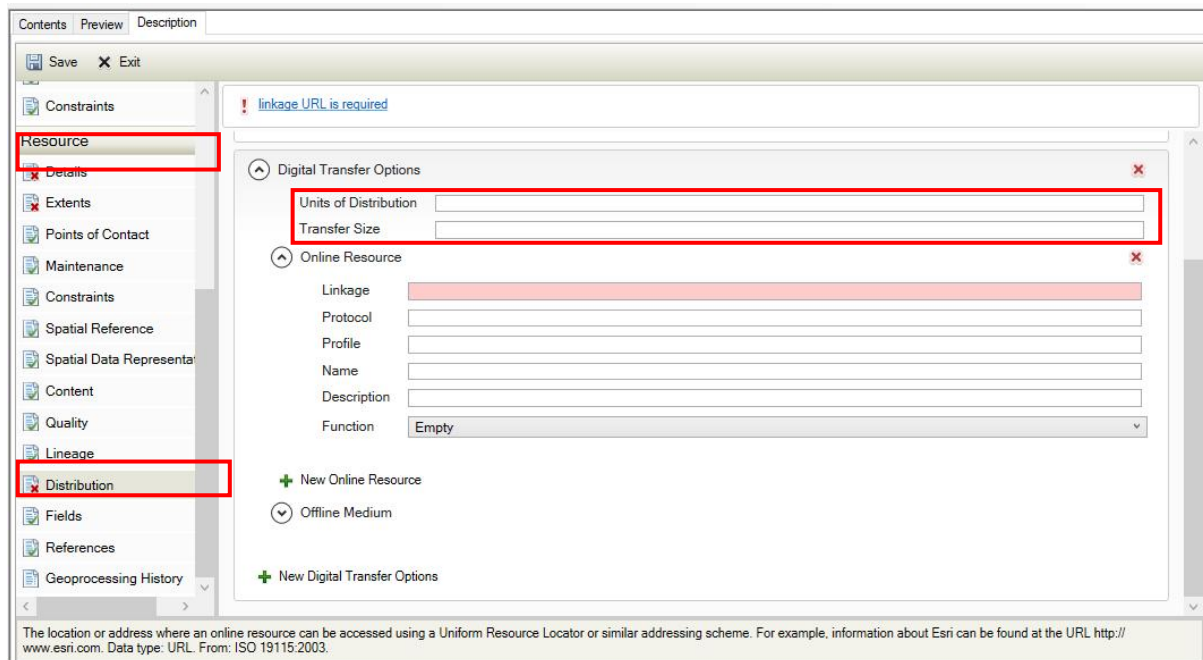 Contents Preview Description
Save Exit
Constraints
Resource
Details
Extents
Points of Contact
Maintenance
Constraints
Spatial Reference
Spatial Data Representat
Content
Quality
Lineage
Distribution
Fields
References
Geoprocessing History
linkage URL is required
Digital Transfer Options
Units of Distribution
Transfer Size
Online Resource
Linkage
Protocol
Profile
Name
Description
Function Empty
New Online Resource
Offline Medium
New Digital Transfer Options
The location or address where an online resource can be accessed using a Uniform Resource Locator or similar addressing scheme. For example, information about Esri can be found at the URL http://
www.esri.com. Data type: URL. From: ISO 19115:2003.